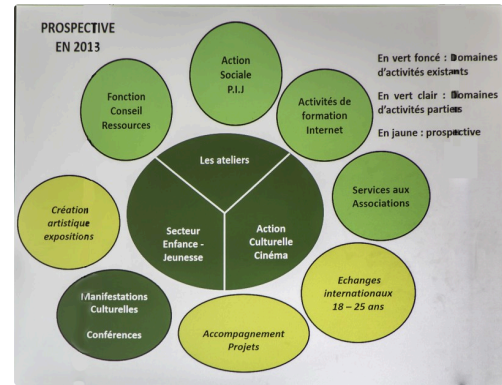 PROSPECTIVE
EN 2013
Action
Sociale
P.I.J
En vert foncé : Domaines
d'activités existants
En vert clair : Domaines
d'activités parties
En jaune : prospective
Fonction
Conseil
Ressources
Activités de
formation
Internet
Les ateliers
Services aux
Associations
Création
artistique
expositions
Secteur
Enfance -
Jeunesse
Action
Culturelle
Cinéma
Manifestations
Culturelles
Conférences
Echanges
internationaux
18 – 25 ans
Accompagnement
Projets